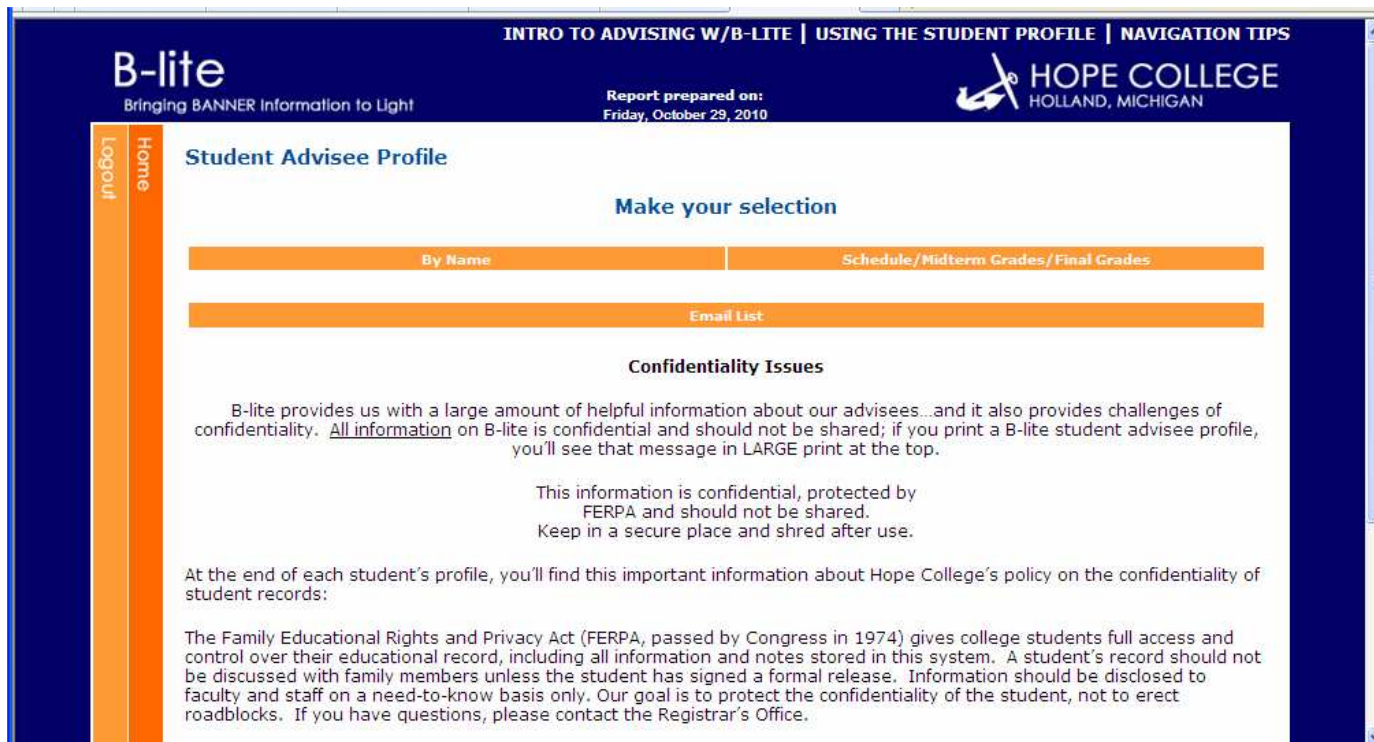 INTRO TO ADVISING W/B-LITE | USING THE STUDENT PROFILE | NAVIGATION TIPS
B-lite
Bringing BANNER Information to Light
Report prepared on:
Friday, October 29, 2010
HOPE COLLEGE
HOLLAND, MICHIGAN
Logout
Home
Student Advisee Profile
Make your selection
By Name
Schedule/Midterm Grades/Final Grades
Email List
Confidentiality Issues
B-lite provides us with a large amount of helpful information about our advisees...and it also provides challenges of
confidentiality. All information on B-lite is confidential and should not be shared; if you print a B-lite student advisee profile,
you'll see that message in LARGE print at the top.
This information is confidential, protected by
FERPA and should not be shared.
Keep in a secure place and shred after use.
At the end of each student's profile, you'll find this important information about Hope College's policy on the confidentiality of
student records:
The Family Educational Rights and Privacy Act (FERPA, passed by Congress in 1974) gives college students full access and
control over their educational record, including all information and notes stored in this system. A student's record should not
be discussed with family members unless the student has signed a formal release. Information should be disclosed to
faculty and staff on a need-to-know basis only. Our goal is to protect the confidentiality of the student, not to erect
roadblocks. If you have questions, please contact the Registrar's Office.